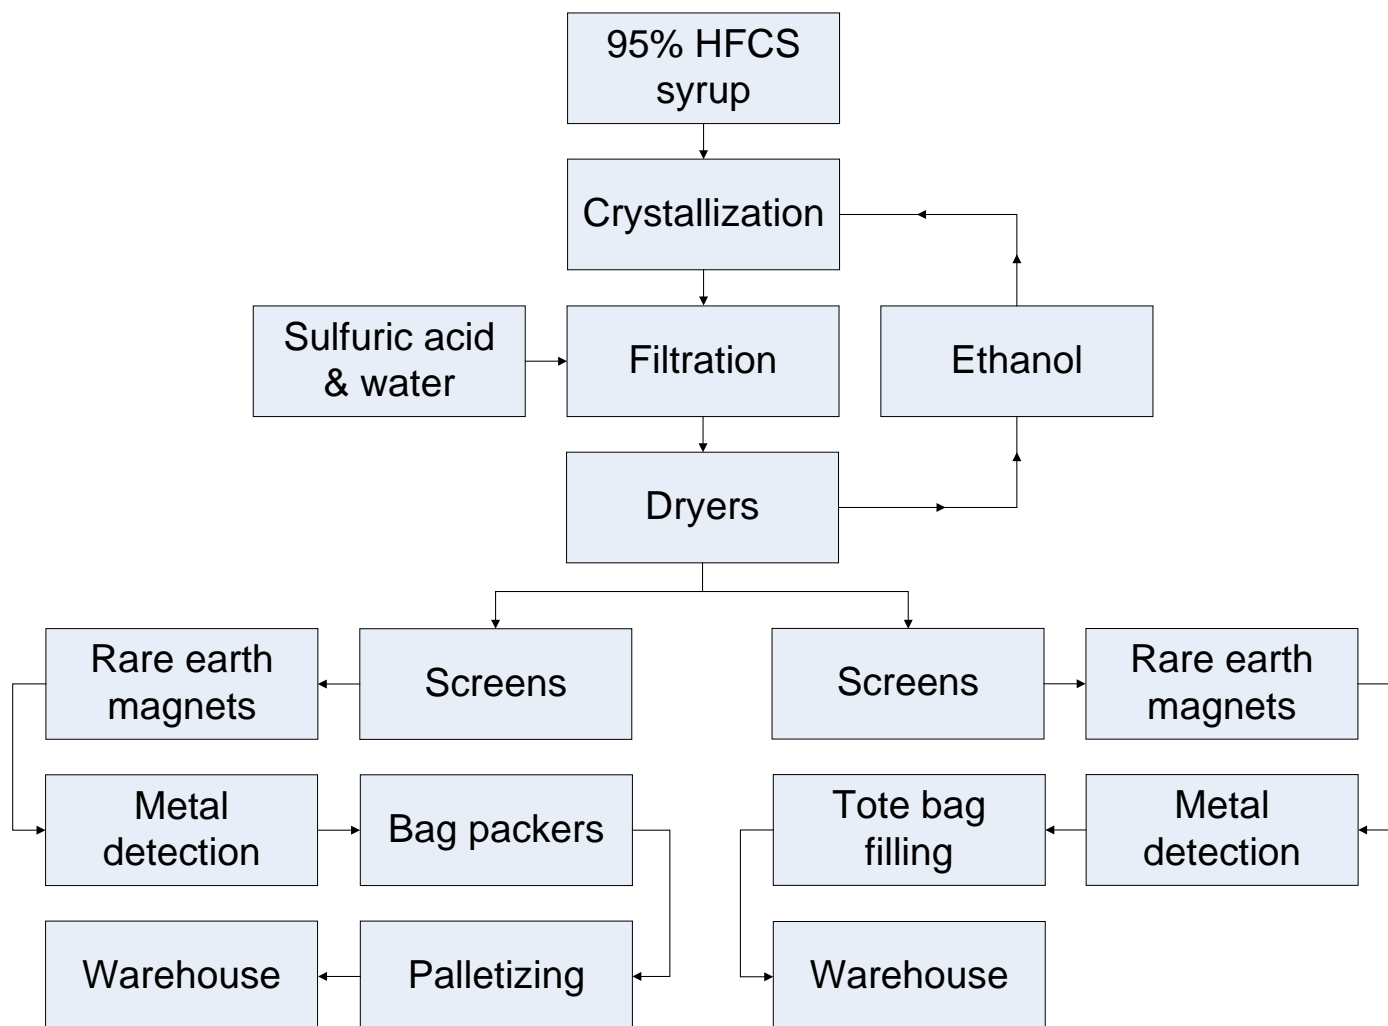 95% HFCS
syrup
Crystallization
Sulfuric acid
& water
Filtration
Ethanol
Dryers
Rare earth
magnets
Screens
Screens
Rare earth
magnets
Metal
detection
Bag packers
Tote bag
filling
Metal
detection
Warehouse
Palletizing
Warehouse